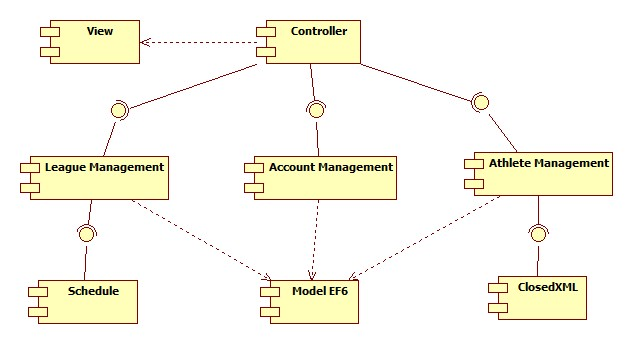 View
Controller
League Management
Account Management
Athlete Management
Schedule
Model EF6
ClosedXML